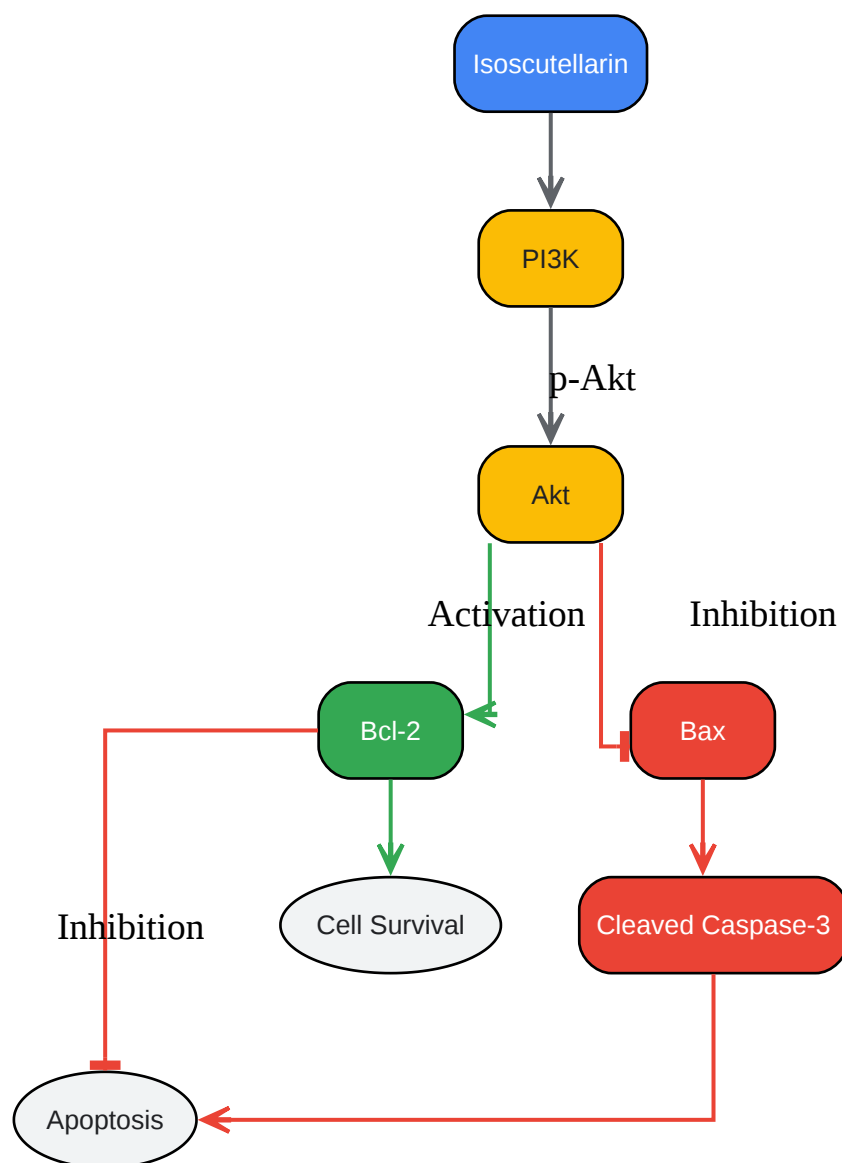 Isoscutellarin
PI3K
p-Akt
Akt
Activation
Inhibition
Bcl-2
Bax
Inhibition
Cell Survival
Cleaved Caspase-3
Apoptosis